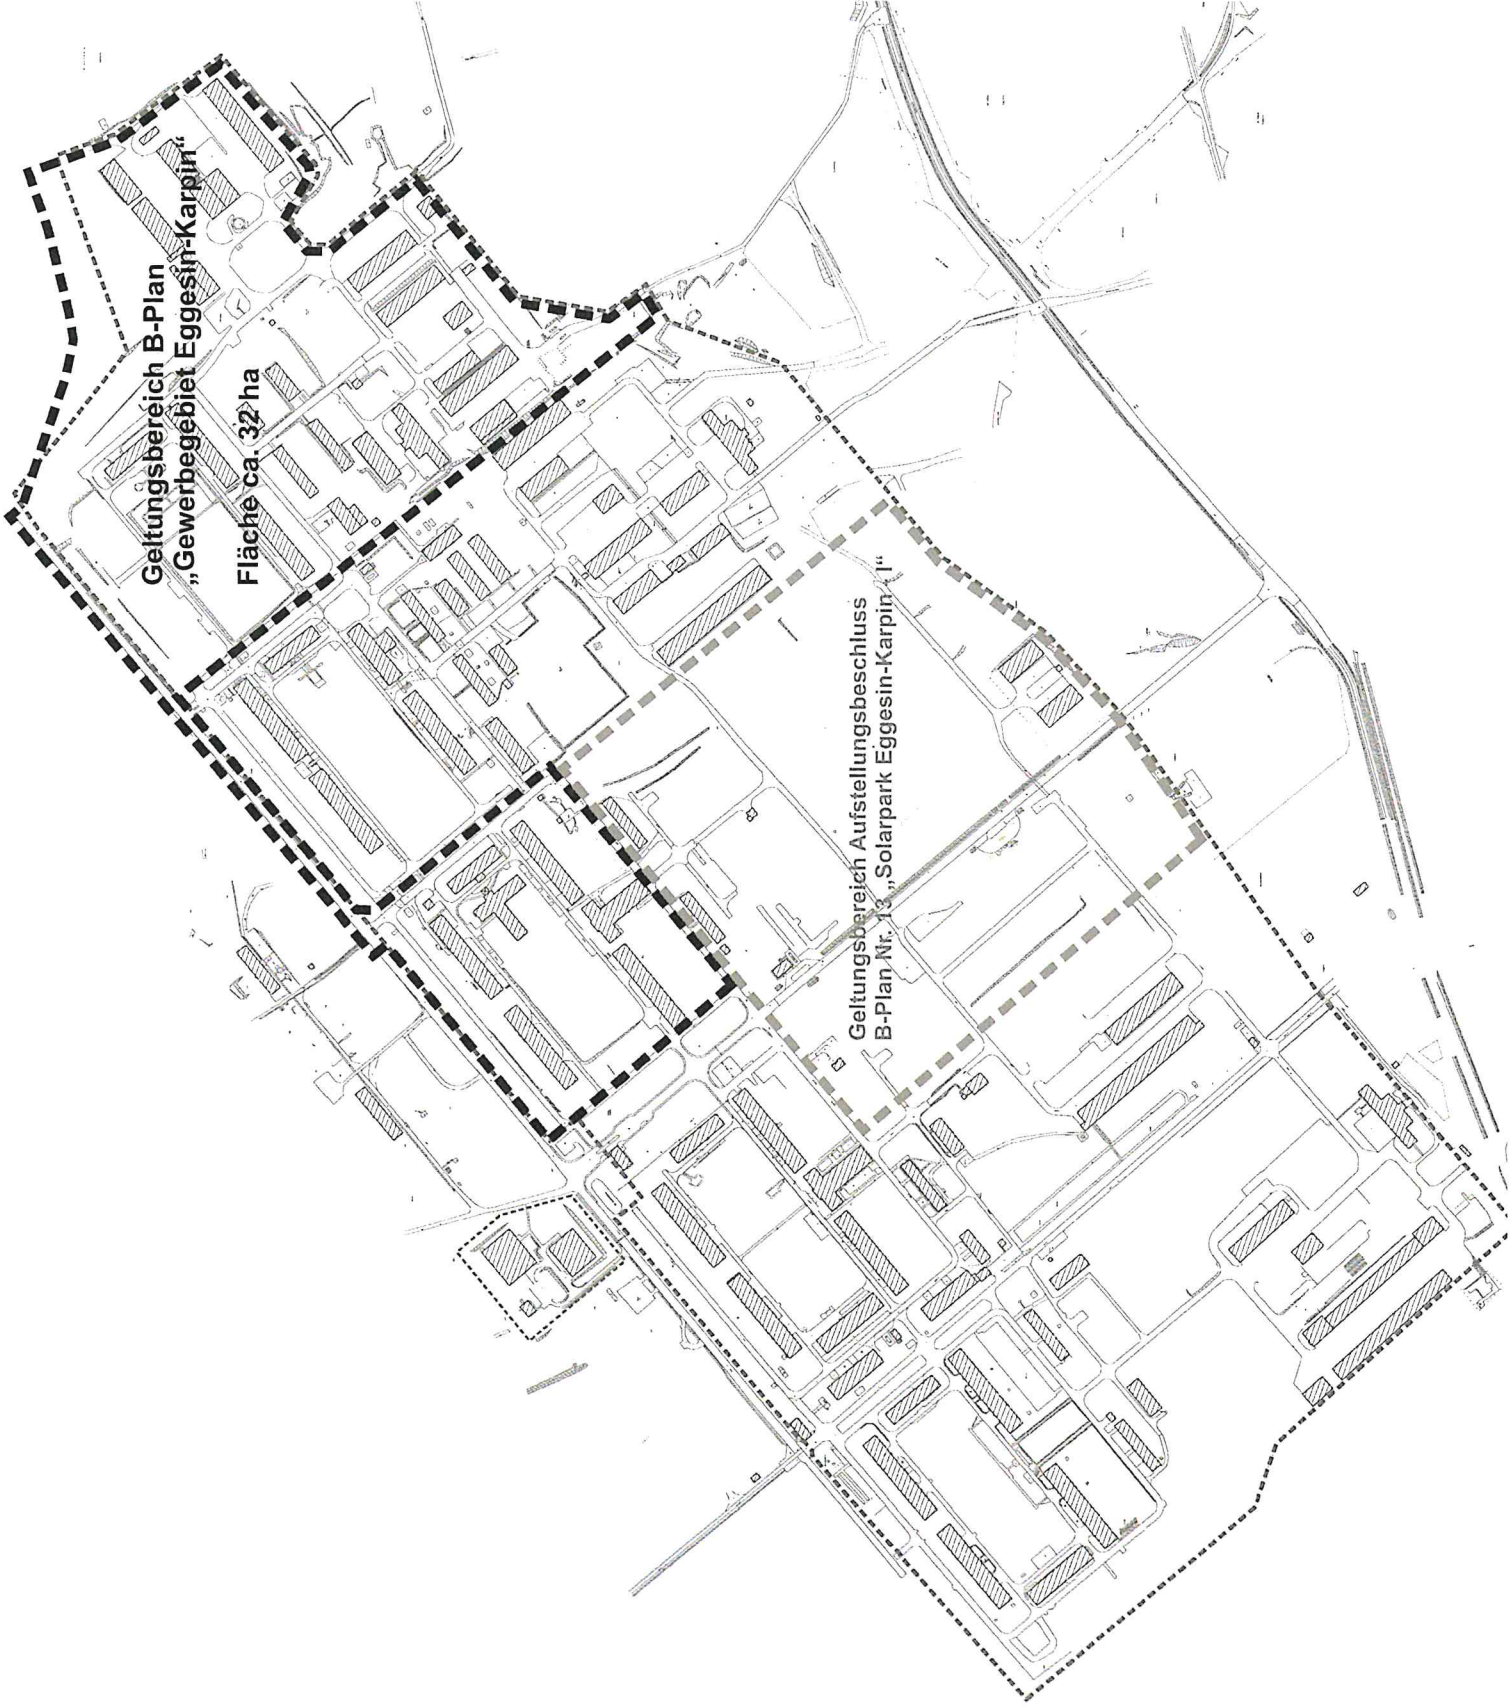 Geltungsbereich B-Plan
„Gewerbegebiet Eggesin-Karpin"
Fläche ca. 32 ha
Geltungsbereich Aufstellungsbeschluss
B-Plan Nr. 13 „Solarpark Eggesin-Karpin I"